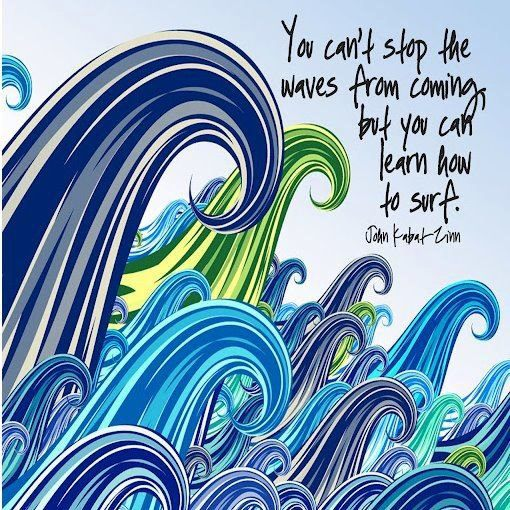 You can't stop the
waves from coming,
but you can
learn how
to surf.
John Kabat-Zinn